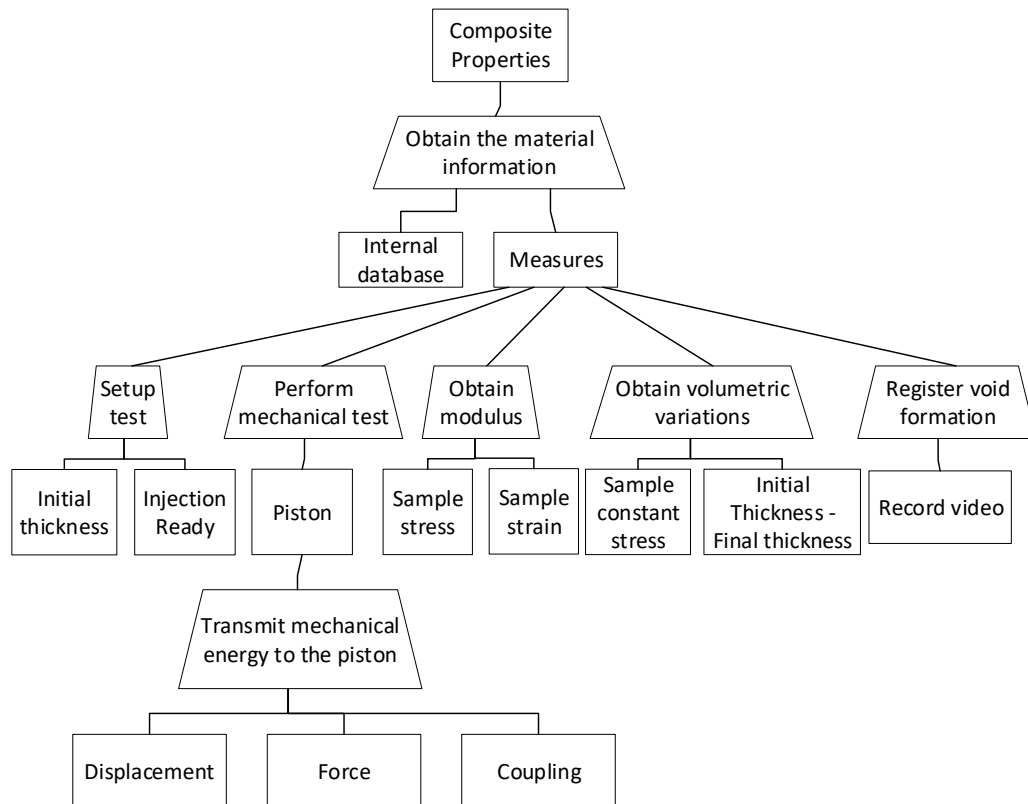 Composite
Properties
Obtain the material
information
Internal
database
Measures
Setup
test
Perform
mechanical test
Obtain
modulus
Obtain volumetric
variations
Register void
formation
Initial
thickness
Injection
Ready
Piston
Sample
stress
Sample
strain
Sample
constant
stress
Initial
Thickness -
Final thickness
Record video
Transmit mechanical
energy to the piston
Displacement
Force
Coupling